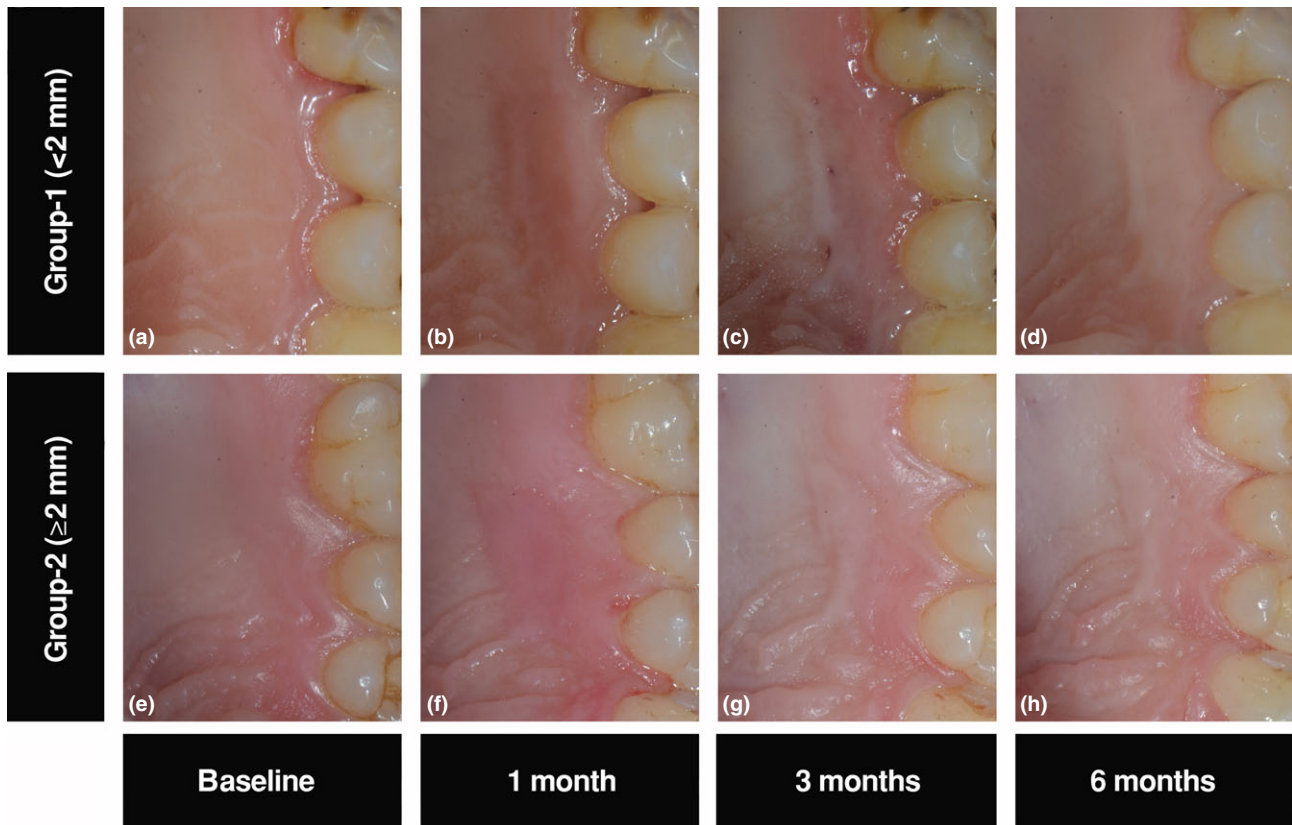 Group-1 (<2 mm)
(a)
(b)
(c)
(d)
Group-2 (≥2 mm)
(e)
(f)
(g)
(h)
Baseline
1 month
3 months
6 months